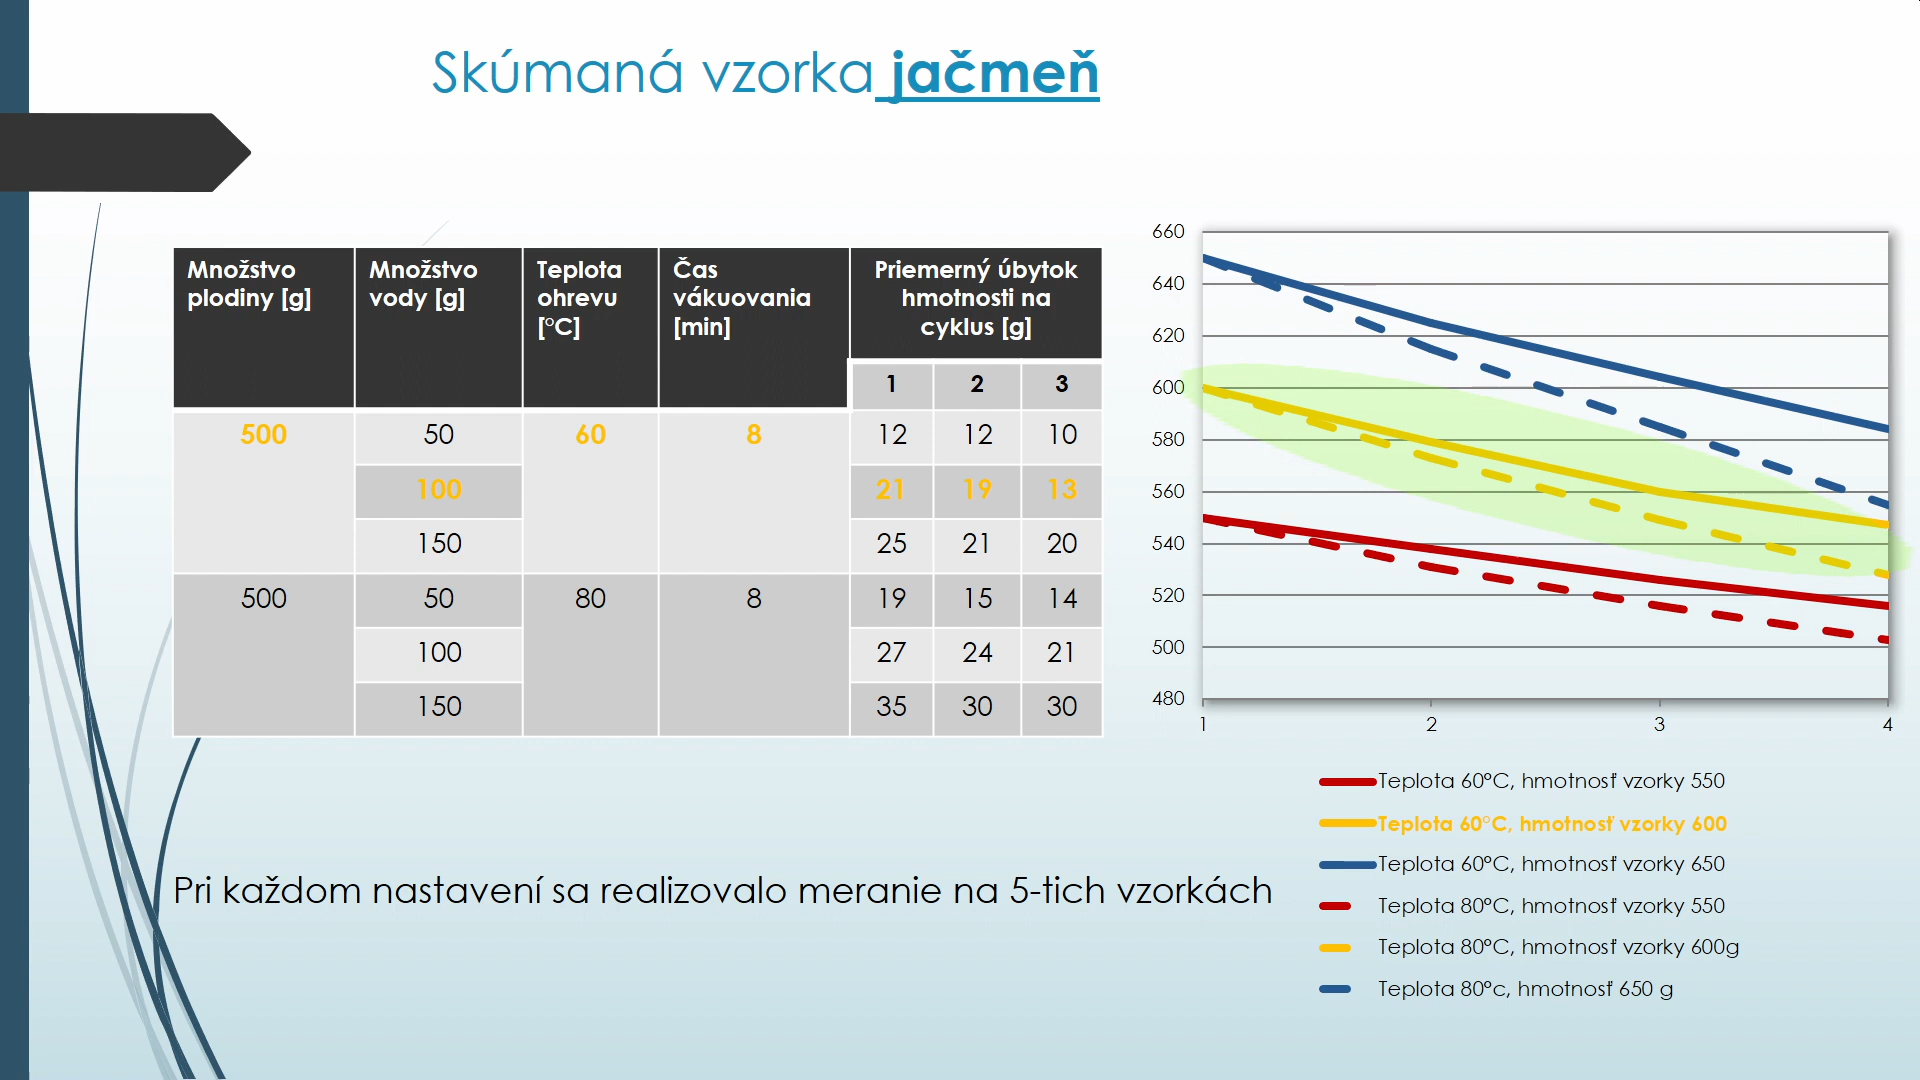 Skúmaná vzorka jačmeň
Množstvo plodiny [g]
Množstvo vody [g]
Teplota ohrevu [°C]
Čas vákuovania [min]
Priemerný úbytok hmotnosti na cyklus [g]
1 2 3
500 50 60 8 12 12 10
100 21 19 13
150 25 21 20
500 50 80 8 19 15 14
100 27 24 21
150 35 30 30
Pri každom nastavení sa realizovalo meranie na 5-tich vzorkách
660
640
620
600
580
560
540
520
500
480
1 2 3 4
Teplota 60°C, hmotnosť vzorky 550
Teplota 60°C, hmotnosť vzorky 600
Teplota 60°C, hmotnosť vzorky 650
Teplota 80°C, hmotnosť vzorky 550
Teplota 80°C, hmotnosť vzorky 600g
Teplota 80°c, hmotnosť 650 g